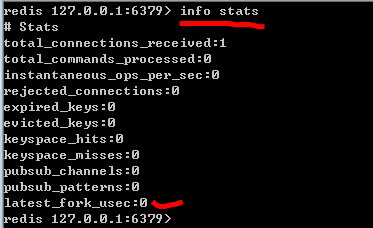 redis 127.0.0.1:6379> info stats
# Stats
total_connections_received:1
total_commands_processed:0
instantaneous_ops_per_sec:0
rejected_connections:0
expired_keys:0
evicted_keys:0
keyspace_hits:0
keyspace_misses:0
pubsub_channels:0
pubsub_patterns:0
latest_fork_usec:0
redis 127.0.0.1:6379>